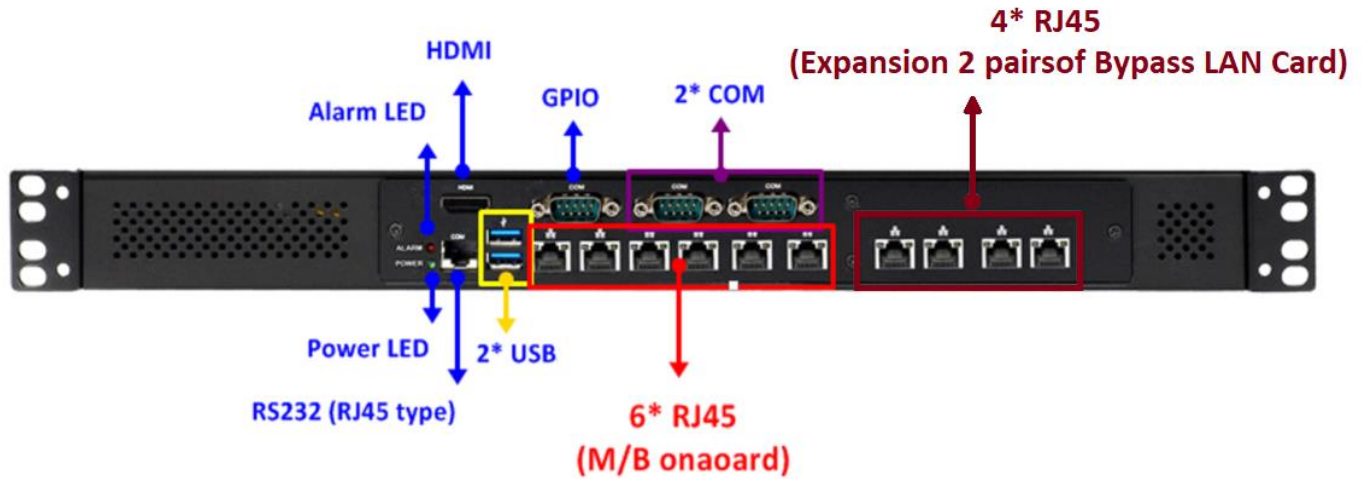 4* RJ45
(Expansion 2 pairsof Bypass LAN Card)
HDMI
GPIO
2* COM
Alarm LED
HDMI
COM
COM
COM
COM
ALARM
POWER
Power LED
2* USB
RS232 (RJ45 type)
6* RJ45
(M/B onaoard)